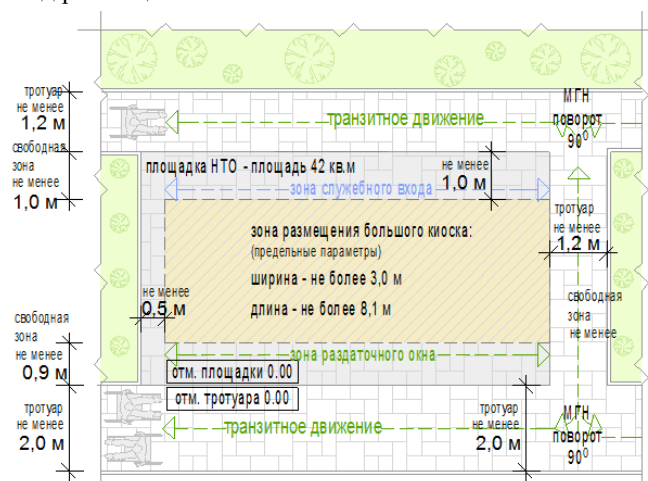 тротуар
не менее
1,2 м
транзитное движение
МГН
поворот
90⁰
свободная
зона
не менее
1,0 м
площадка НТО - площадь 42 кв.м
не менее
1,0 м
зона служебного входа
тротуар
не менее
1,2 м
зона размещения большого киоска:
(предельные параметры)
ширина - не более 3,0 м
длина - не более 8,1 м
не менее
0,5 м
свободная
зона
не менее
свободная
зона
не менее
0,9 м
зона раздаточного окна
отм. площадки 0.00
отм. тротуара 0.00
тротуар
не менее
2,0 м
транзитное движение
тротуар
не менее
2,0 м
МГН
поворот
90⁰